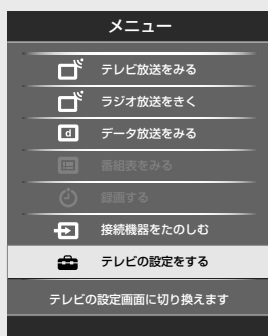 メニュー
テレビ放送をみる
ラジオ放送をきく
d データ放送をみる
番組表をみる
録画する
接続機器をたのしむ
テレビの設定をする
テレビの設定画面に切り換えます